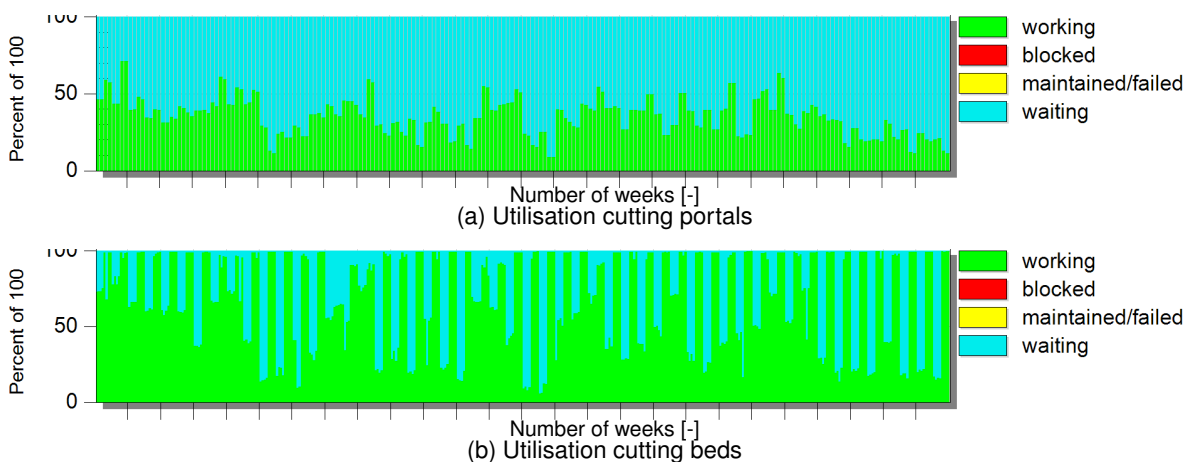 100
50
0
Percent of 100
working
blocked
maintained/failed
waiting
Number of weeks [-]
(a) Utilisation cutting portals
100
50
0
Percent of 100
working
blocked
maintained/failed
waiting
Number of weeks [-]
(b) Utilisation cutting beds